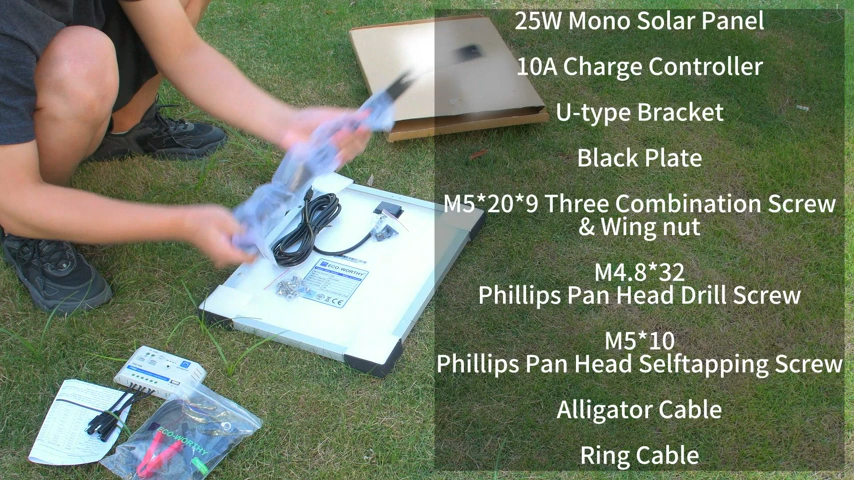 25W Mono Solar Panel
10A Charge Controller
U-type Bracket
Black Plate
M5*20*9 Three Combination Screw
& Wing nut
M4.8*32
Phillips Pan Head Drill Screw
M5*10
Phillips Pan Head Selftapping Screw
Alligator Cable
Ring Cable
ECO-WORTHY
ECO-WORTHY